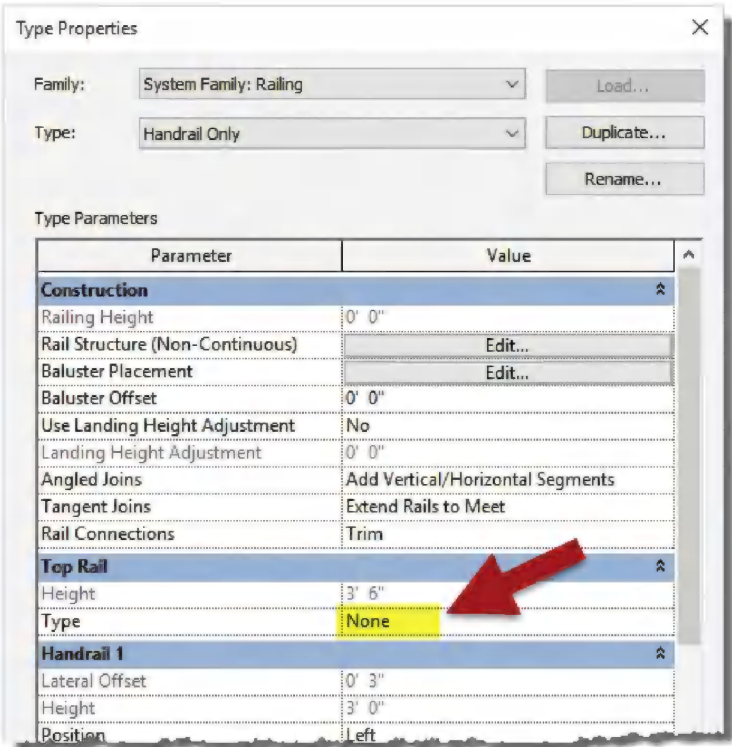 Type Properties
Family: System Family: Railing Load...
Type: Handrail Only Duplicate...
Rename...
Type Parameters
Parameter Value
Construction
Railing Height 0' 0"
Rail Structure (Non-Continuous) Edit...
Baluster Placement Edit...
Baluster Offset 0' 0"
Use Landing Height Adjustment No
Landing Height Adjustment 0' 0"
Angled Joins Add Vertical/Horizontal Segments
Tangent Joins Extend Rails to Meet
Rail Connections Trim
Top Rail
Height 3' 6"
Type None
Handrail 1
Lateral Offset 0' 3"
Height 3' 0"
Position Left